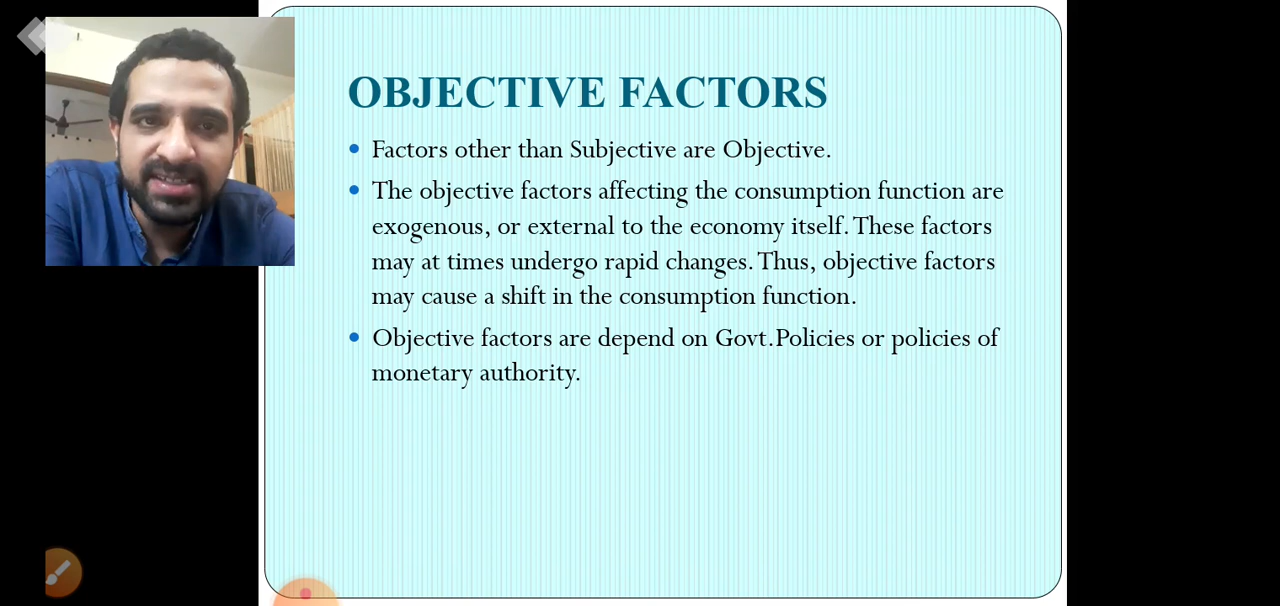 OBJECTIVE FACTORS
Factors other than Subjective are Objective.
The objective factors affecting the consumption function are
exogenous, or external to the economy itself. These factors
may at times undergo rapid changes. Thus, objective factors
may cause a shift in the consumption function.
Objective factors are depend on Govt.Policies or policies of
monetary authority.